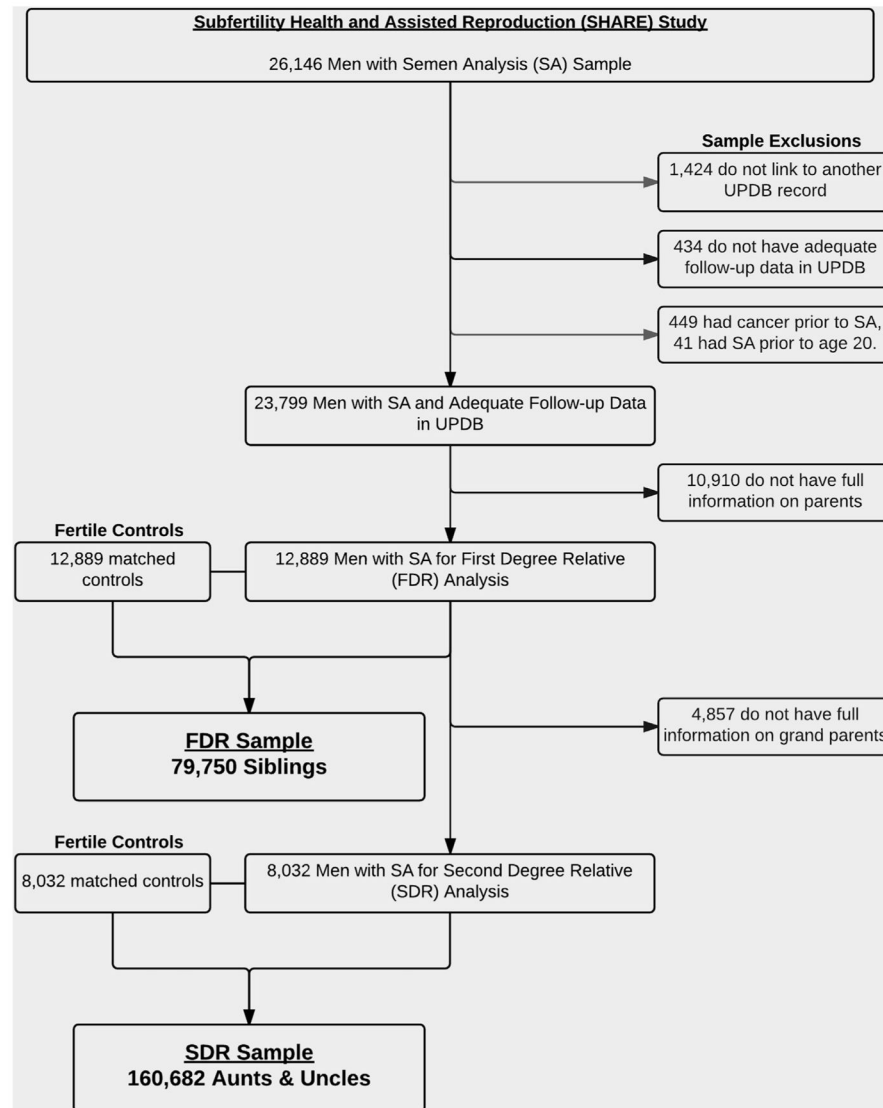 Subfertility Health and Assisted Reproduction (SHARE) Study
26,146 Men with Semen Analysis (SA) Sample
Sample Exclusions
1,424 do not link to another
UPDB record
434 do not have adequate
follow-up data in UPDB
449 had cancer prior to SA,
41 had SA prior to age 20.
23,799 Men with SA and Adequate Follow-up Data
in UPDB
10,910 do not have full
information on parents
Fertile Controls
12,889 matched
controls
12,889 Men with SA for First Degree Relative
(FDR) Analysis
FDR Sample
79,750 Siblings
4,857 do not have full
information on grand parents
Fertile Controls
8,032 matched controls
8,032 Men with SA for Second Degree Relative
(SDR) Analysis
SDR Sample
160,682 Aunts & Uncles